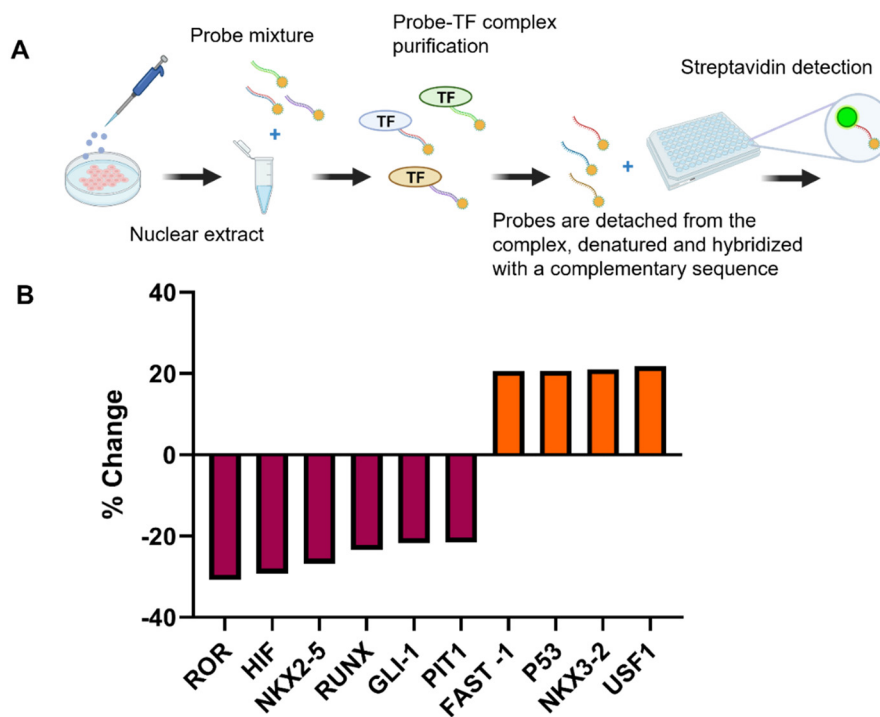 A
Probe mixture
Probe-TF complex
purification
Streptavidin detection
+
TF
TF
TF
+
Nuclear extract
Probes are detached from the
complex, denatured and hybridized
with a complementary sequence
B
40
20
0
-20
-40
% Change
ROR
HIF
NKX2-5
RUNX
GLI-1
PIT1
FAST -1
P53
NKX3-2
USF1